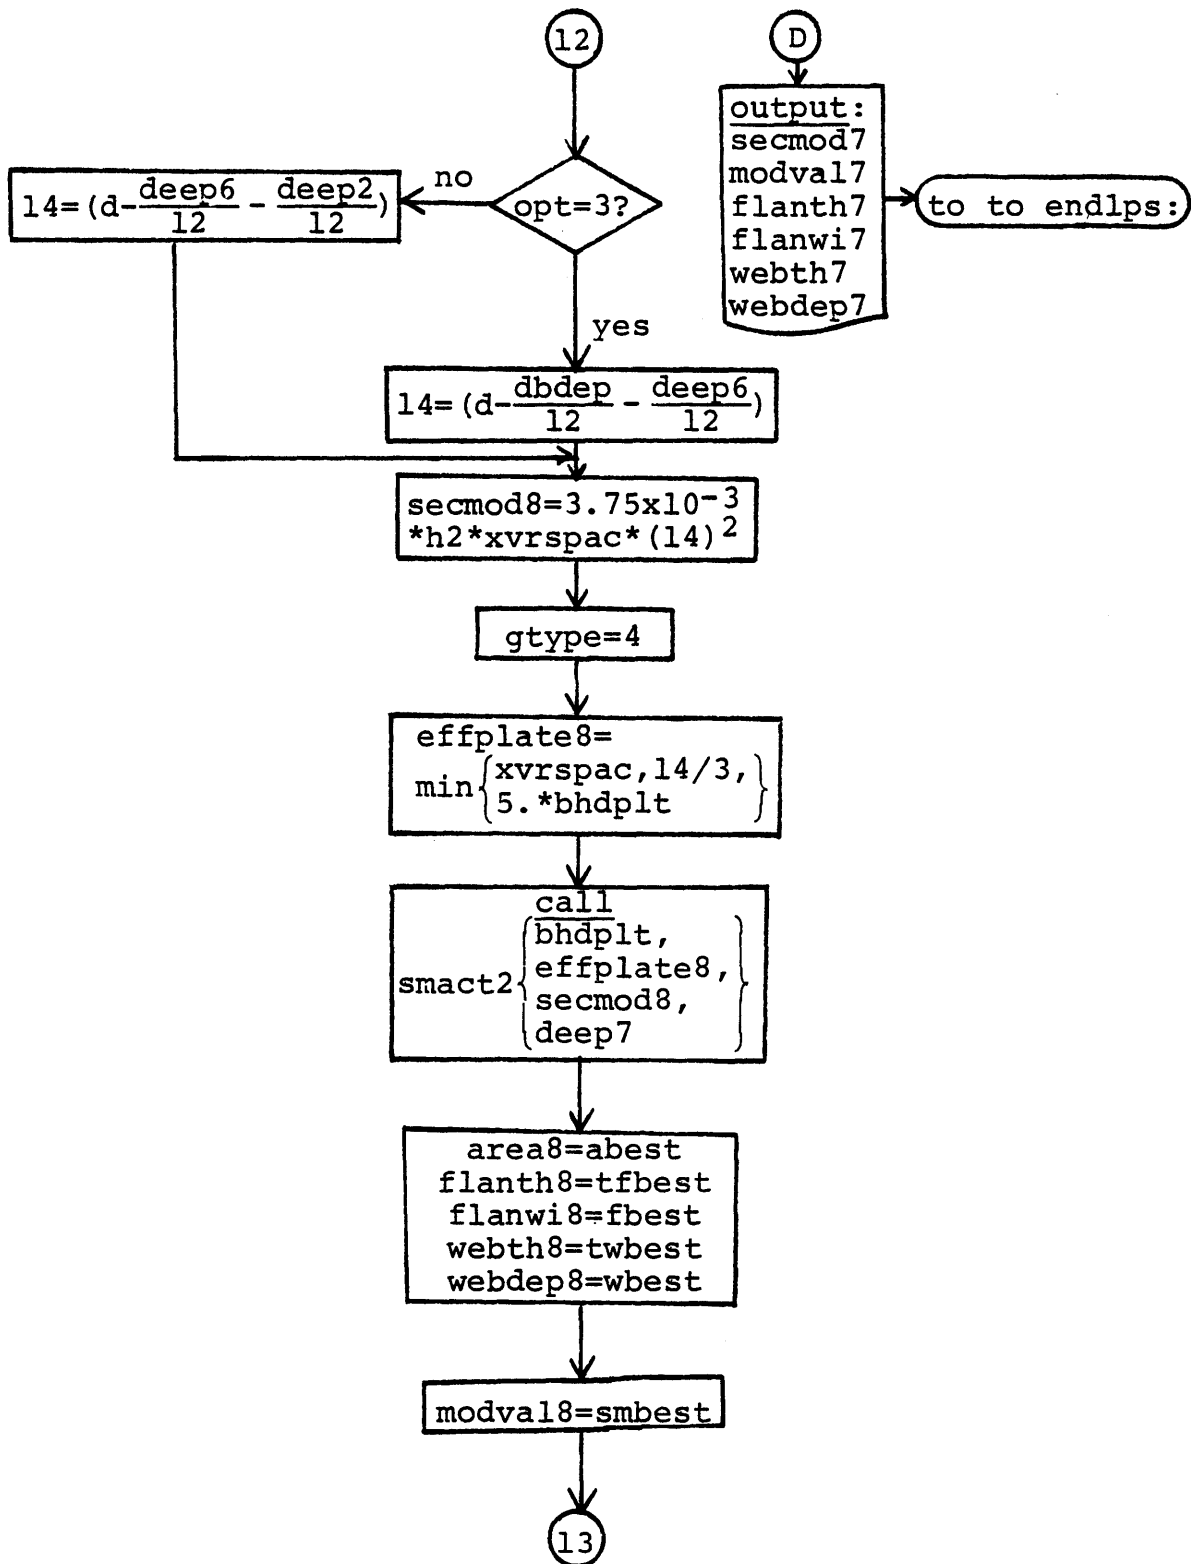 12
D
output:
secmod7
modval7
flanth7
flanwi7
webth7
webdep7
to to endlps:
no
opt=3?
l4=(d-deep6/12 - deep2/12)
yes
l4=(d-dbdep/12 - deep6/12)
secmod8=3.75x10-3
*h2*xvrspac*(l4)2
gtype=4
effplate8=
min{xvrspac,l4/3,
5.*bhdplt}
call
bhdplt,
effplate8,
smact2
secmod8,
deep7
area8=abest
flanth8=tfbest
flanwi8=fbest
webth8=twbest
webdep8=wbest
modval8=smbest
13